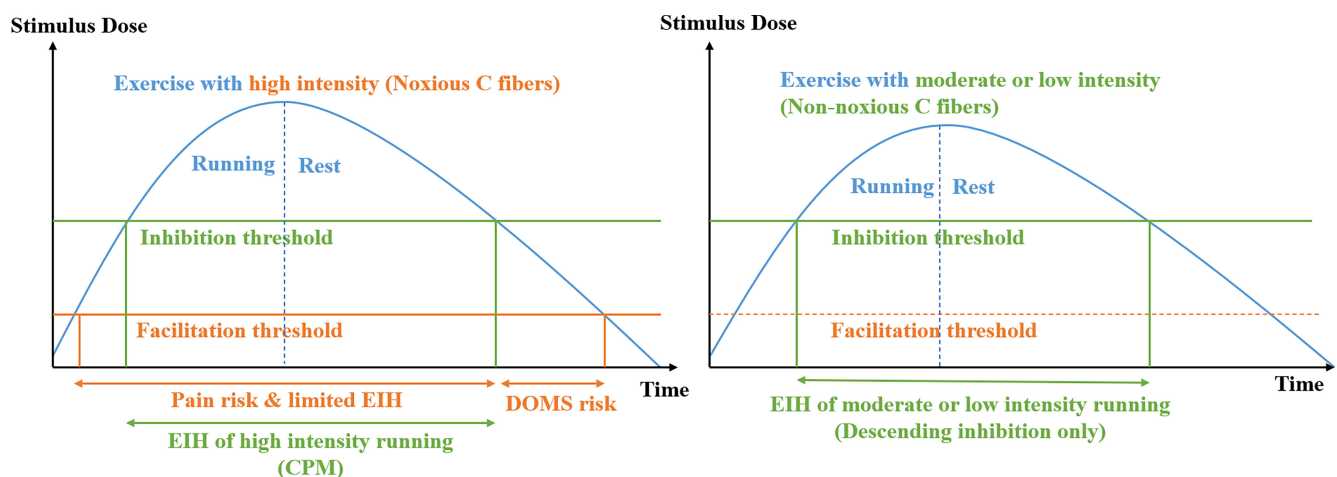 Stimulus Dose
Exercise with high intensity (Noxious C fibers)
Running
Rest
Inhibition threshold
Facilitation threshold
Time
Pain risk & limited EIH
DOMS risk
EIH of high intensity running
(CPM)
Stimulus Dose
Exercise with moderate or low intensity
(Non-noxious C fibers)
Running
Rest
Inhibition threshold
Facilitation threshold
Time
EIH of moderate or low intensity running
(Descending inhibition only)